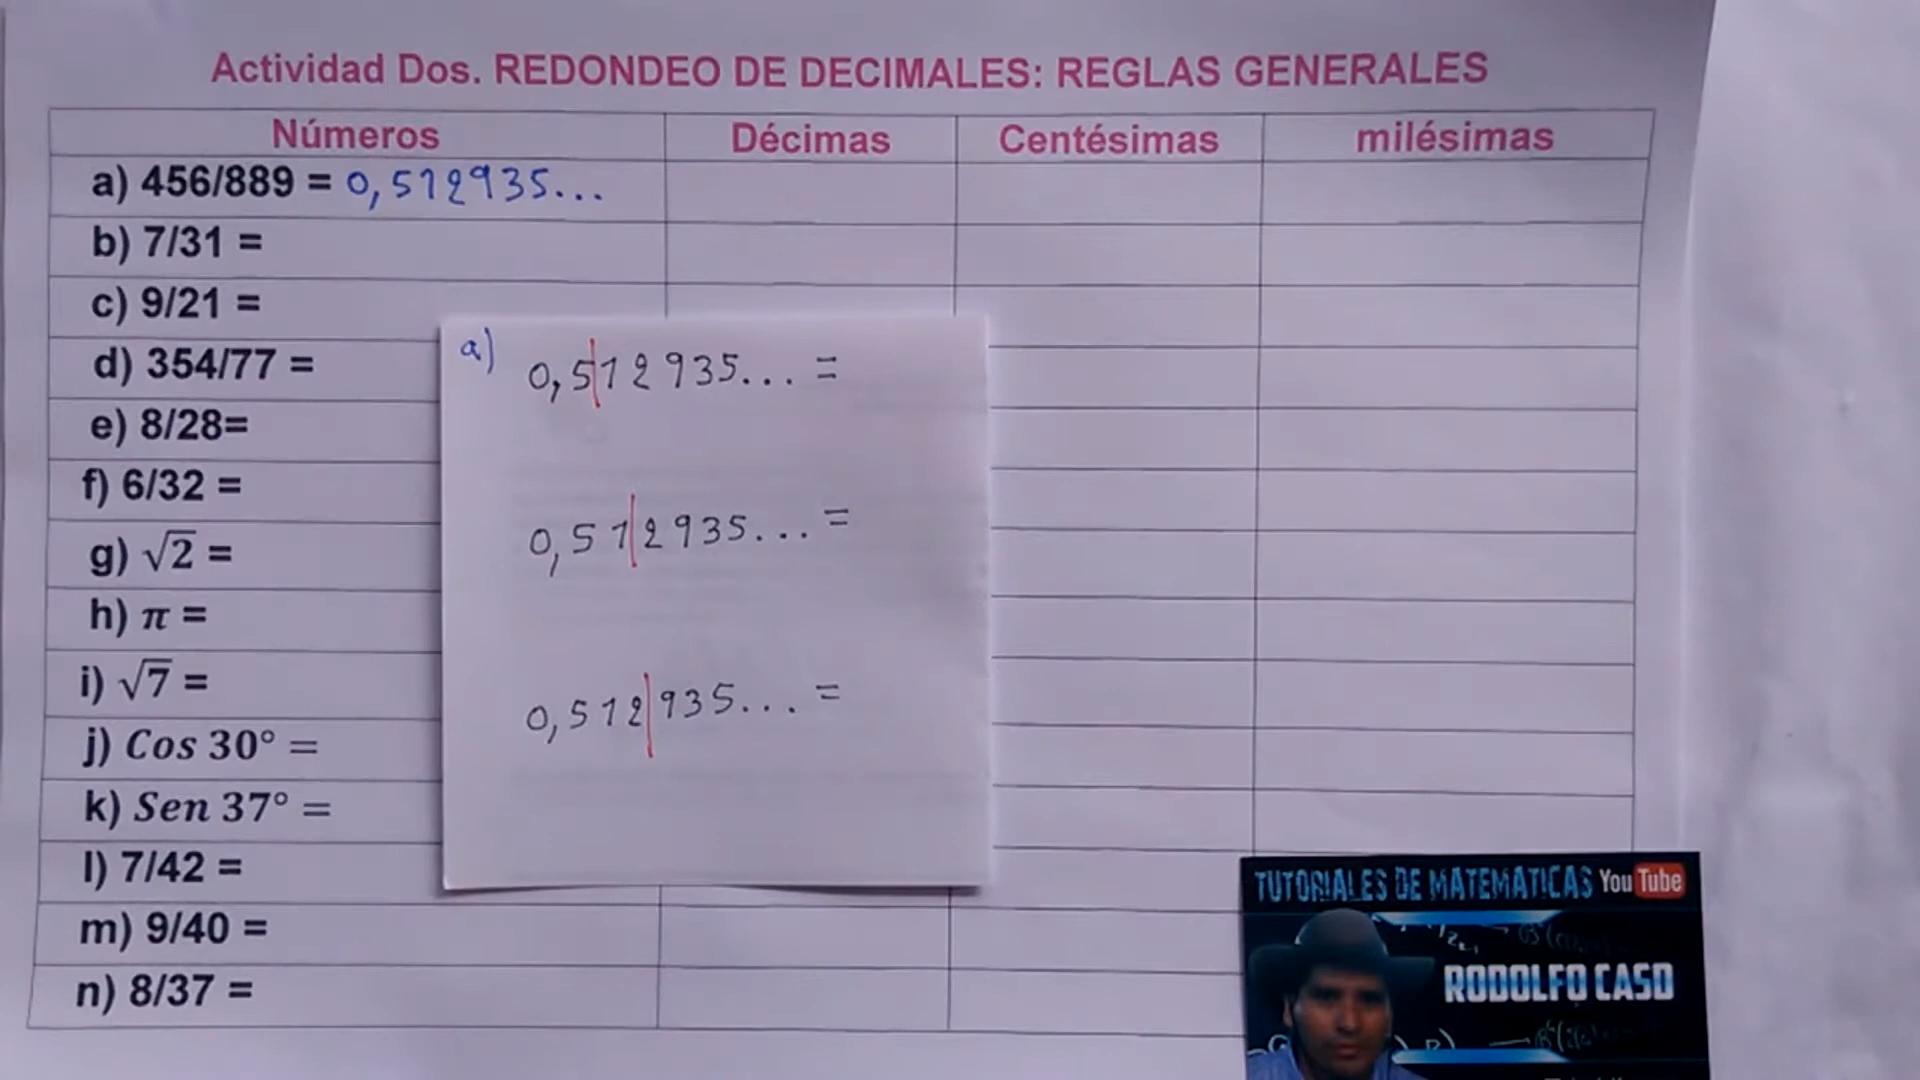 Actividad Dos. REDONDEO DE DECIMALES: REGLAS GENERALES
Números Décimas Centésimas milésimas
a) 456/889 = 0,512935...
b) 7/31 =
c) 9/21 =
d) 354/77 =
e) 8/28=
f) 6/32 =
g) √2 =
h) π =
i) √7 =
j) Cos 30° =
k) Sen 37° =
l) 7/42 =
m) 9/40 =
n) 8/37 =
a) 0,5|12935... =
0,51|2935... =
0,512|935... =
TUTORIALES DE MATEMATICAS YouTube
RODOLFO CASO